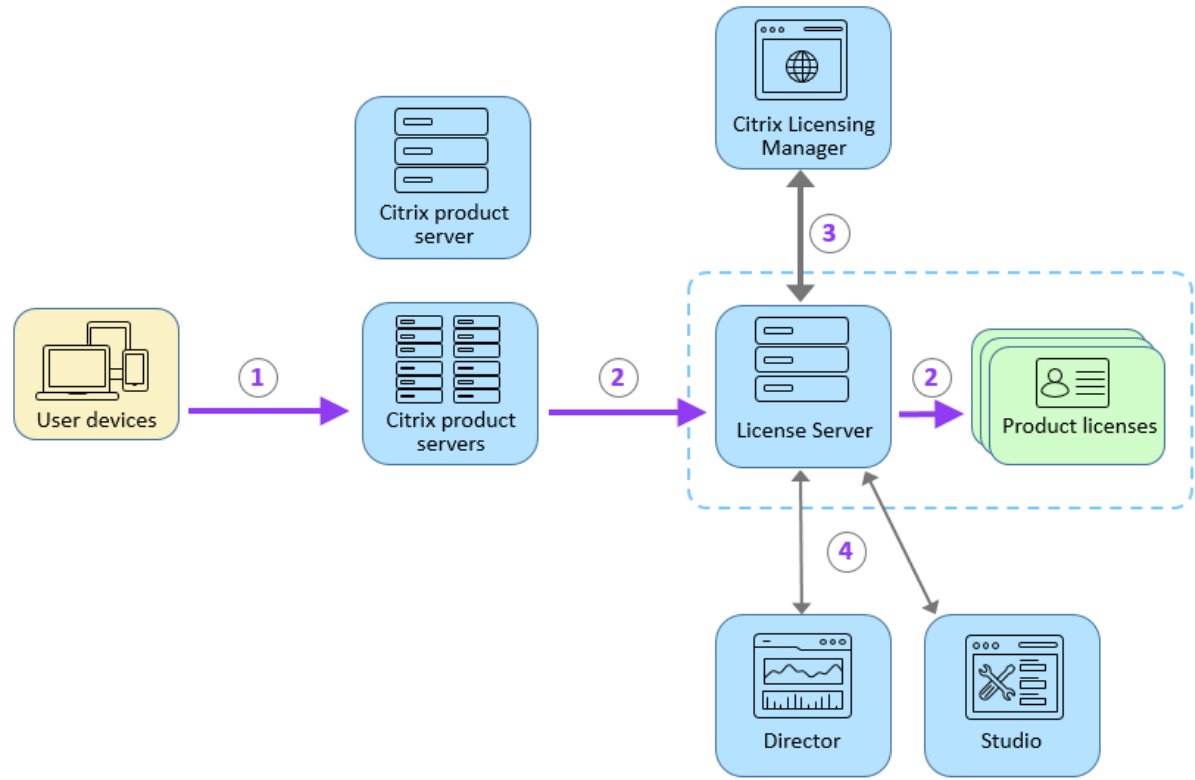 Citrix Licensing
Manager
Citrix product
server
3
User devices
1
Citrix product
servers
2
License Server
2
Product licenses
4
Director
Studio